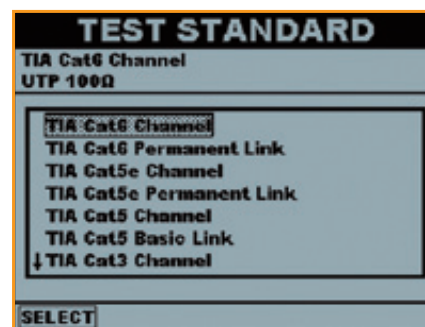 TEST STANDARD
TIA Cat6 Channel
UTP 100Ω
TIA Cat6 Channel
TIA Cat6 Permanent Link
TIA Cat5e Channel
TIA Cat5e Permanent Link
TIA Cat5 Channel
TIA Cat5 Basic Link
↓TIA Cat3 Channel
SELECT